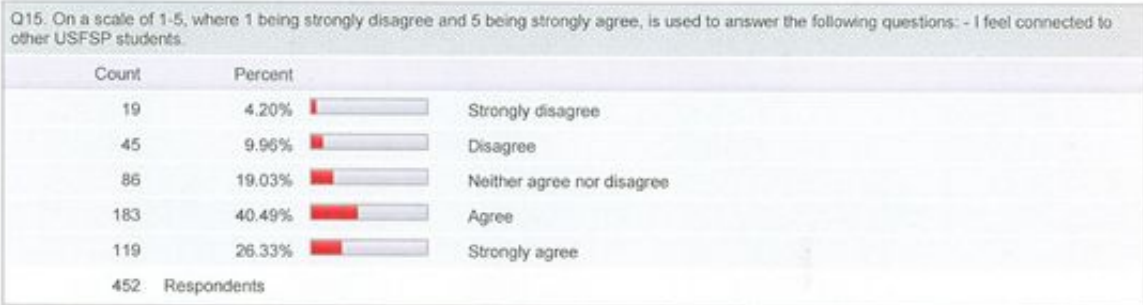 Q15. On a scale of 1-5, where 1 being strongly disagree and 5 being strongly agree, is used to answer the following questions: - I feel connected to
other USFSP students.
Count Percent
19 4.20% Strongly disagree
45 9.96% Disagree
86 19.03% Neither agree nor disagree
183 40.49% Agree
119 26.33% Strongly agree
452 Respondents